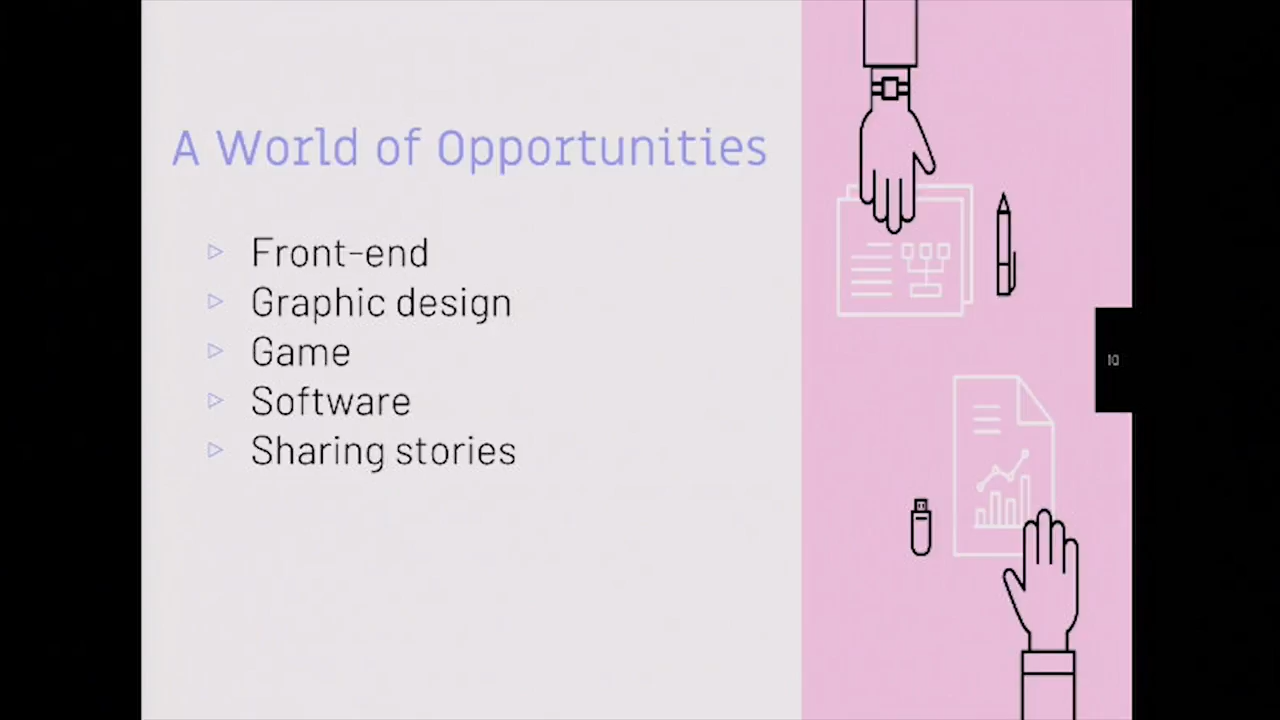 A World of Opportunities
▷ Front-end
▷ Graphic design
▷ Game
▷ Software
▷ Sharing stories
10